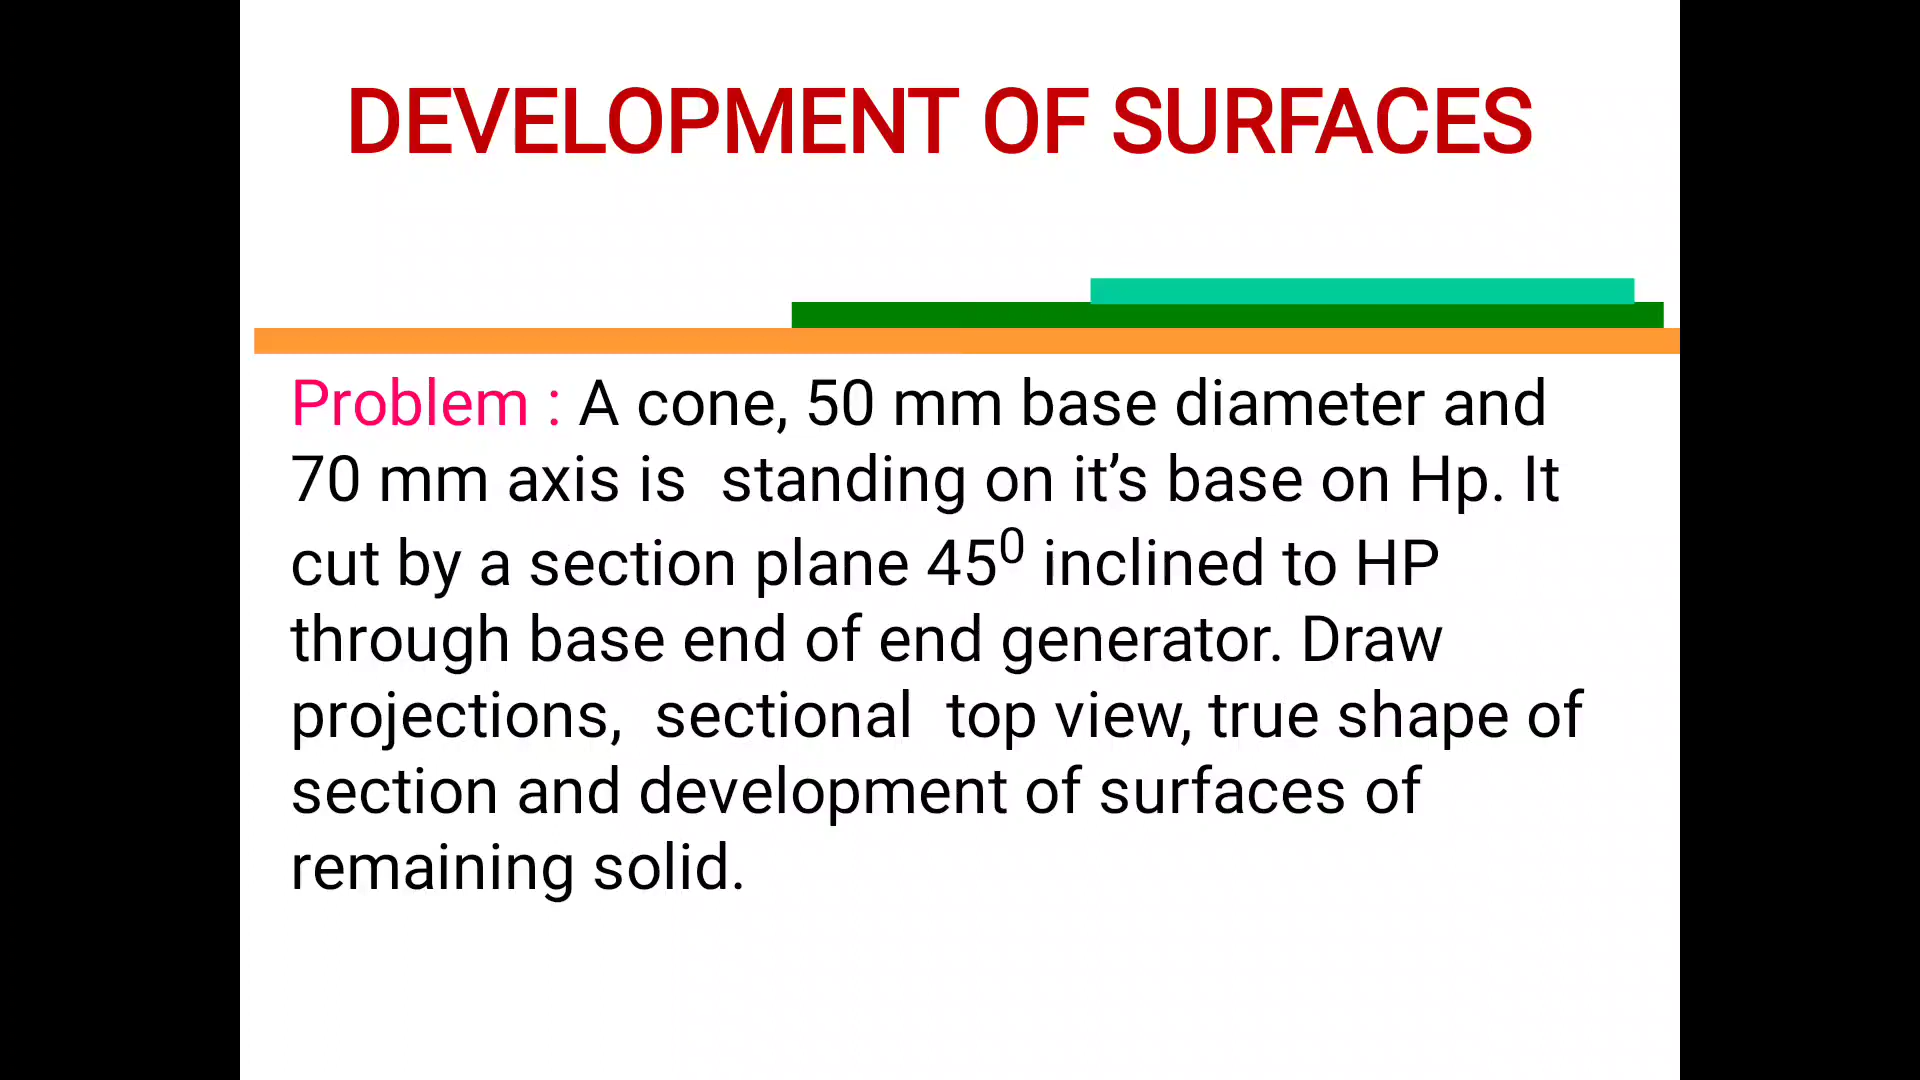 DEVELOPMENT OF SURFACES
Problem : A cone, 50 mm base diameter and
70 mm axis is  standing on it’s base on Hp. It
cut by a section plane 45⁰ inclined to HP
through base end of end generator. Draw
projections,  sectional  top view, true shape of
section and development of surfaces of
remaining solid.